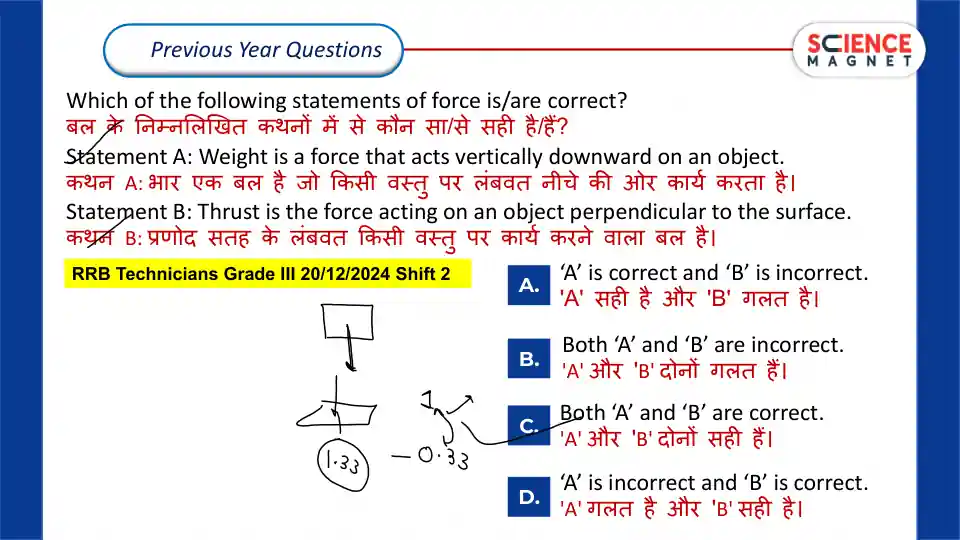 Previous Year Questions
SCIENCE
MAGNET
Which of the following statements of force is/are correct?
बल के निम्नलिखित कथनों में से कौन सा/से सही है/हैं?
Statement A: Weight is a force that acts vertically downward on an object.
कथन A: भार एक बल है जो किसी वस्तु पर लंबवत नीचे की ओर कार्य करता है।
Statement B: Thrust is the force acting on an object perpendicular to the surface.
कथन B: प्रणोद सतह के लंबवत किसी वस्तु पर कार्य करने वाला बल है।
RRB Technicians Grade III 20/12/2024 Shift 2
A. ‘A’ is correct and ‘B’ is incorrect.
'A' सही है और 'B' गलत है।
B. Both ‘A’ and ‘B’ are incorrect.
'A' और 'B' दोनों गलत हैं।
C. Both ‘A’ and ‘B’ are correct.
'A' और 'B' दोनों सही हैं।
D. ‘A’ is incorrect and ‘B’ is correct.
'A' गलत है और 'B' सही है।
1.33 – 0.33